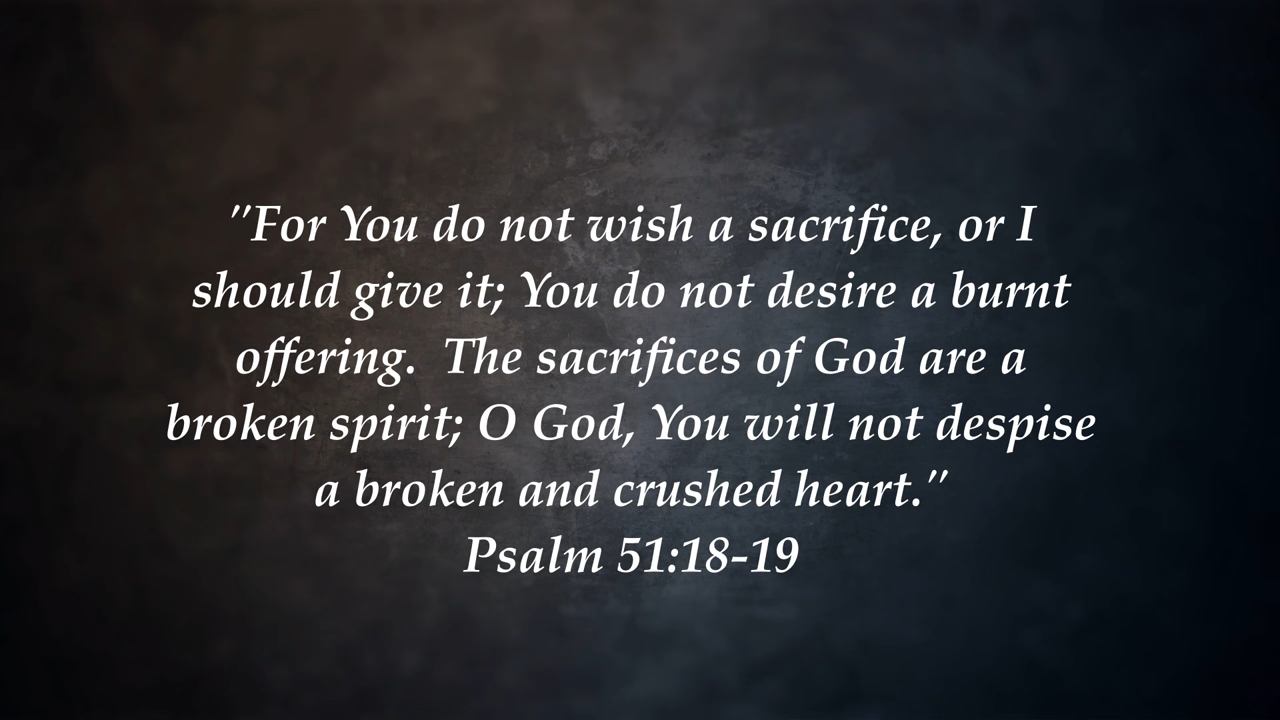 "For You do not wish a sacrifice, or I
should give it; You do not desire a burnt
offering.  The sacrifices of God are a
broken spirit; O God, You will not despise
a broken and crushed heart."
Psalm 51:18-19